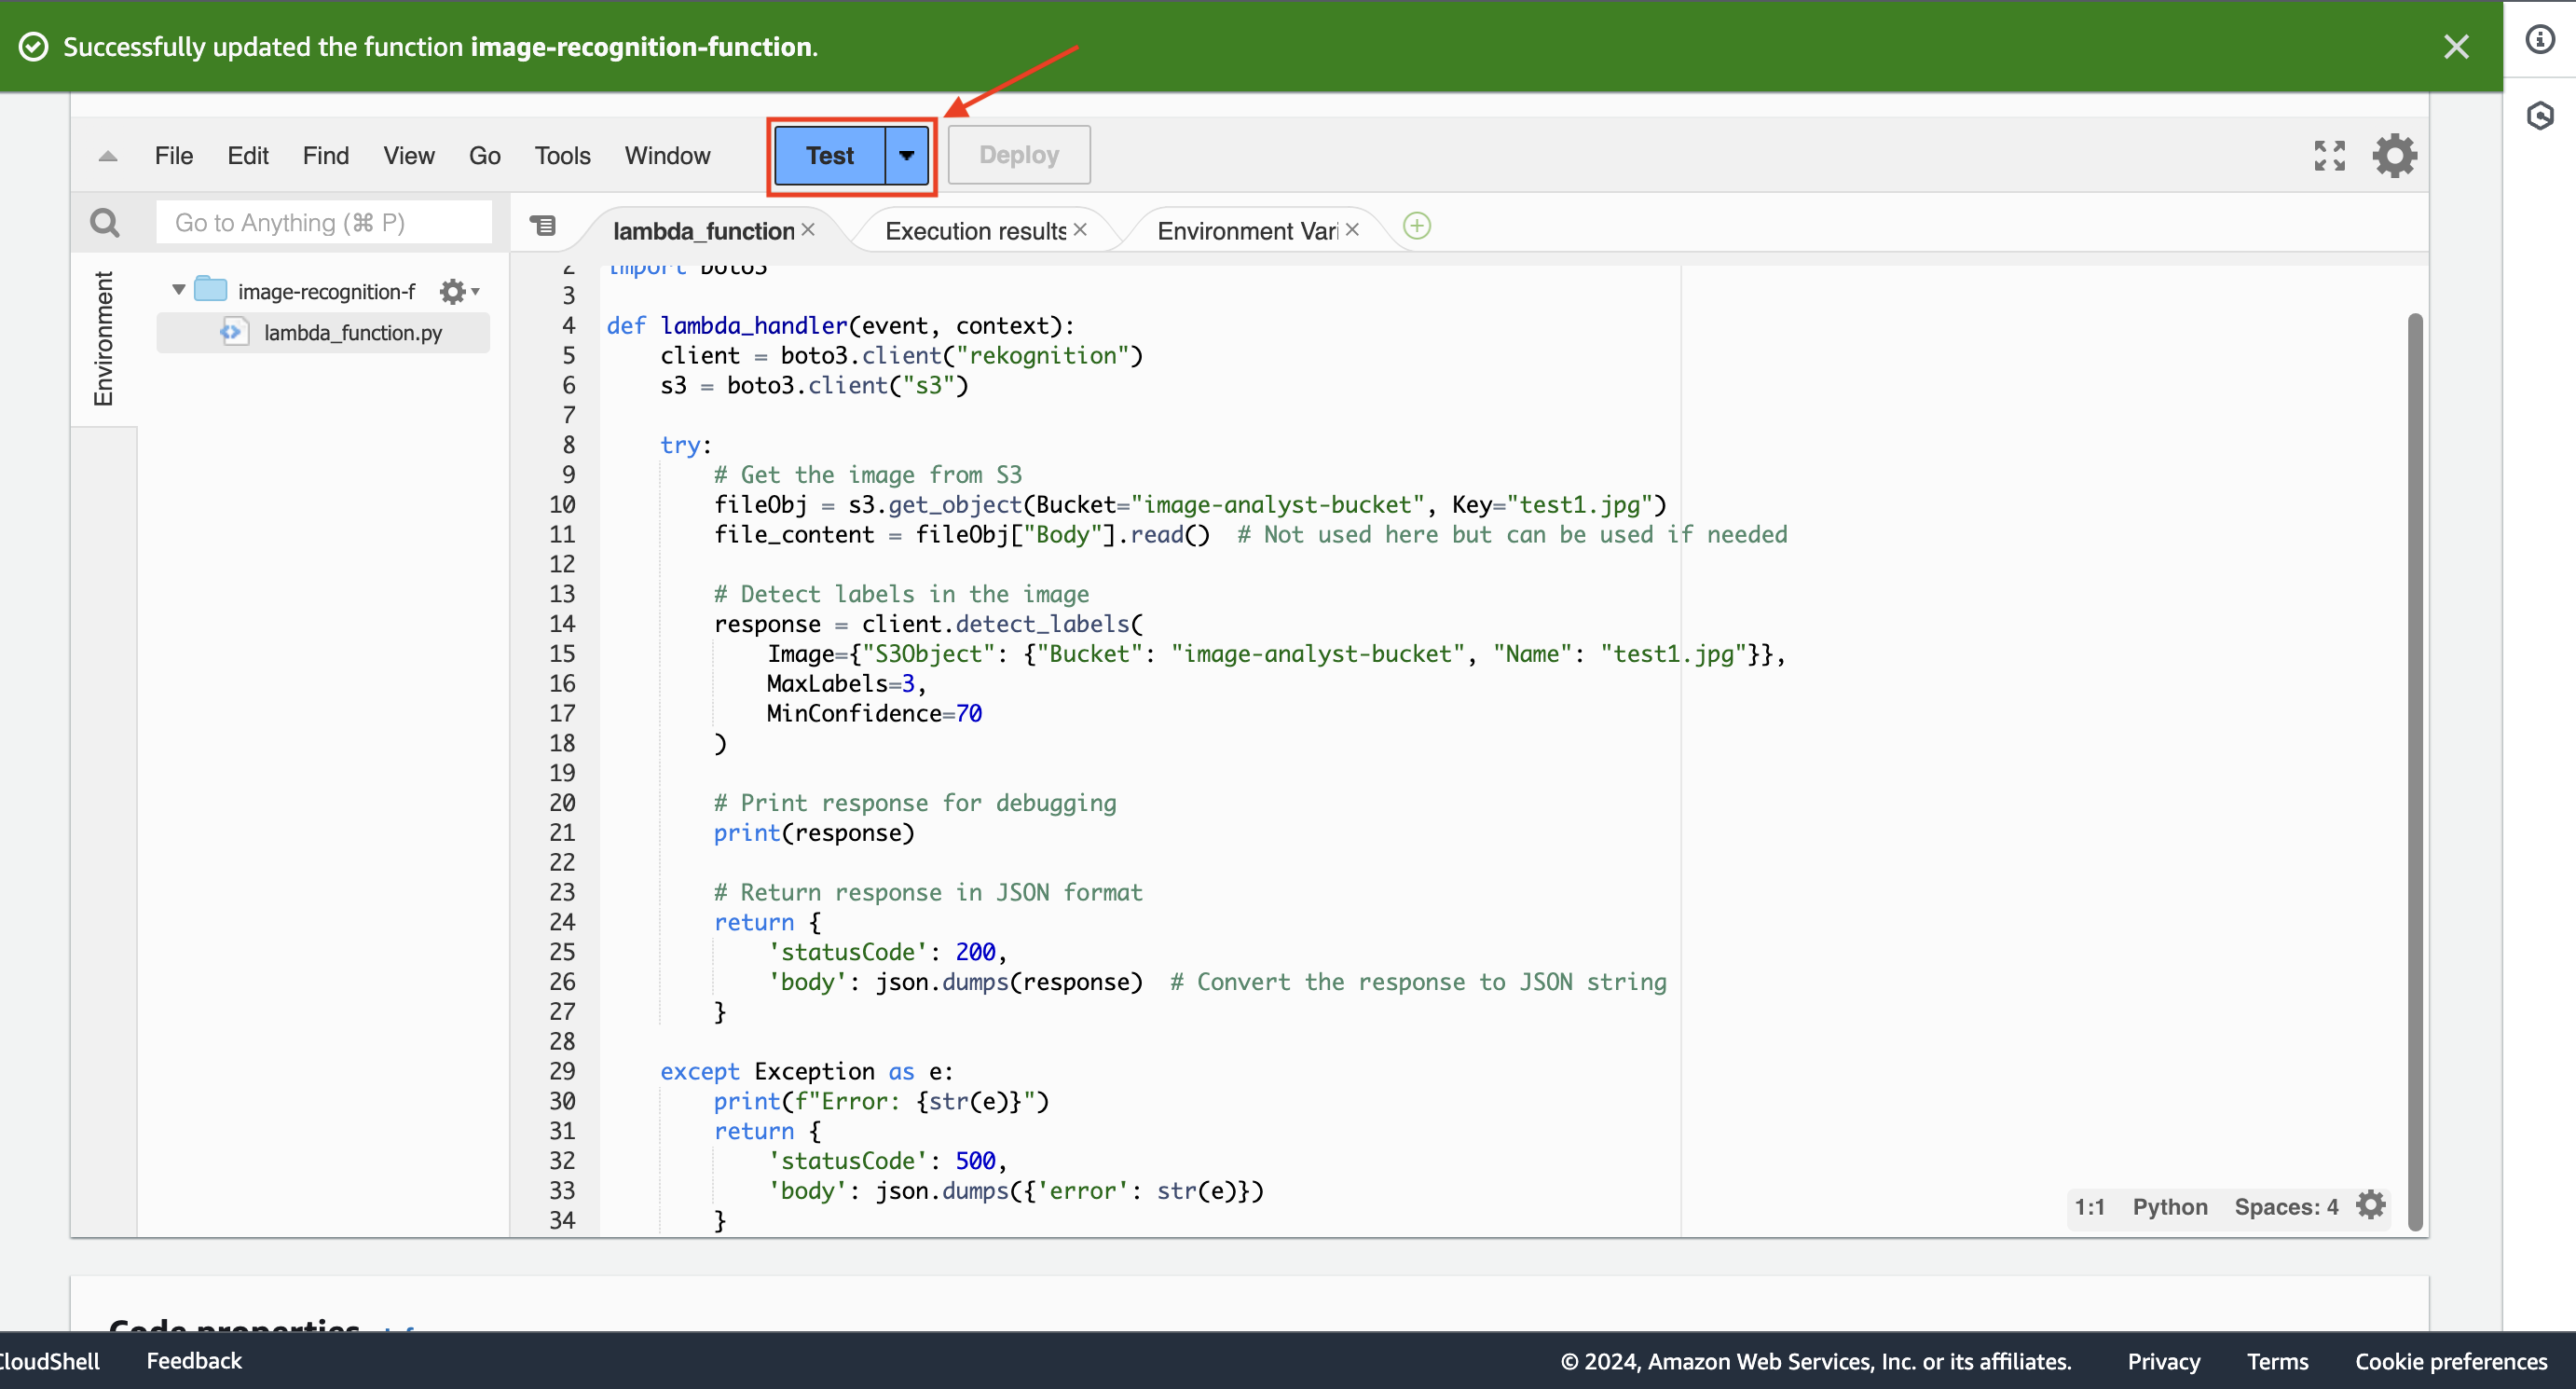 Successfully updated the function image-recognition-function.
File Edit Find View Go Tools Window Test Deploy
Go to Anything (⌘ P)
lambda_function × Execution results × Environment Vari ×
Environment
image-recognition-f
lambda_function.py
2 import boto3
3
4 def lambda_handler(event, context):
5     client = boto3.client("rekognition")
6     s3 = boto3.client("s3")
7
8     try:
9         # Get the image from S3
10         fileObj = s3.get_object(Bucket="image-analyst-bucket", Key="test1.jpg")
11         file_content = fileObj["Body"].read()  # Not used here but can be used if needed
12
13         # Detect labels in the image
14         response = client.detect_labels(
15             Image={"S3Object": {"Bucket": "image-analyst-bucket", "Name": "test1.jpg"}},
16             MaxLabels=3,
17             MinConfidence=70
18         )
19
20         # Print response for debugging
21         print(response)
22
23         # Return response in JSON format
24         return {
25             'statusCode': 200,
26             'body': json.dumps(response)  # Convert the response to JSON string
27         }
28
29     except Exception as e:
30         print(f"Error: {str(e)}")
31         return {
32             'statusCode': 500,
33             'body': json.dumps({'error': str(e)})
34         }
1:1 Python Spaces: 4
Code properties
CloudShell Feedback © 2024, Amazon Web Services, Inc. or its affiliates. Privacy Terms Cookie preferences